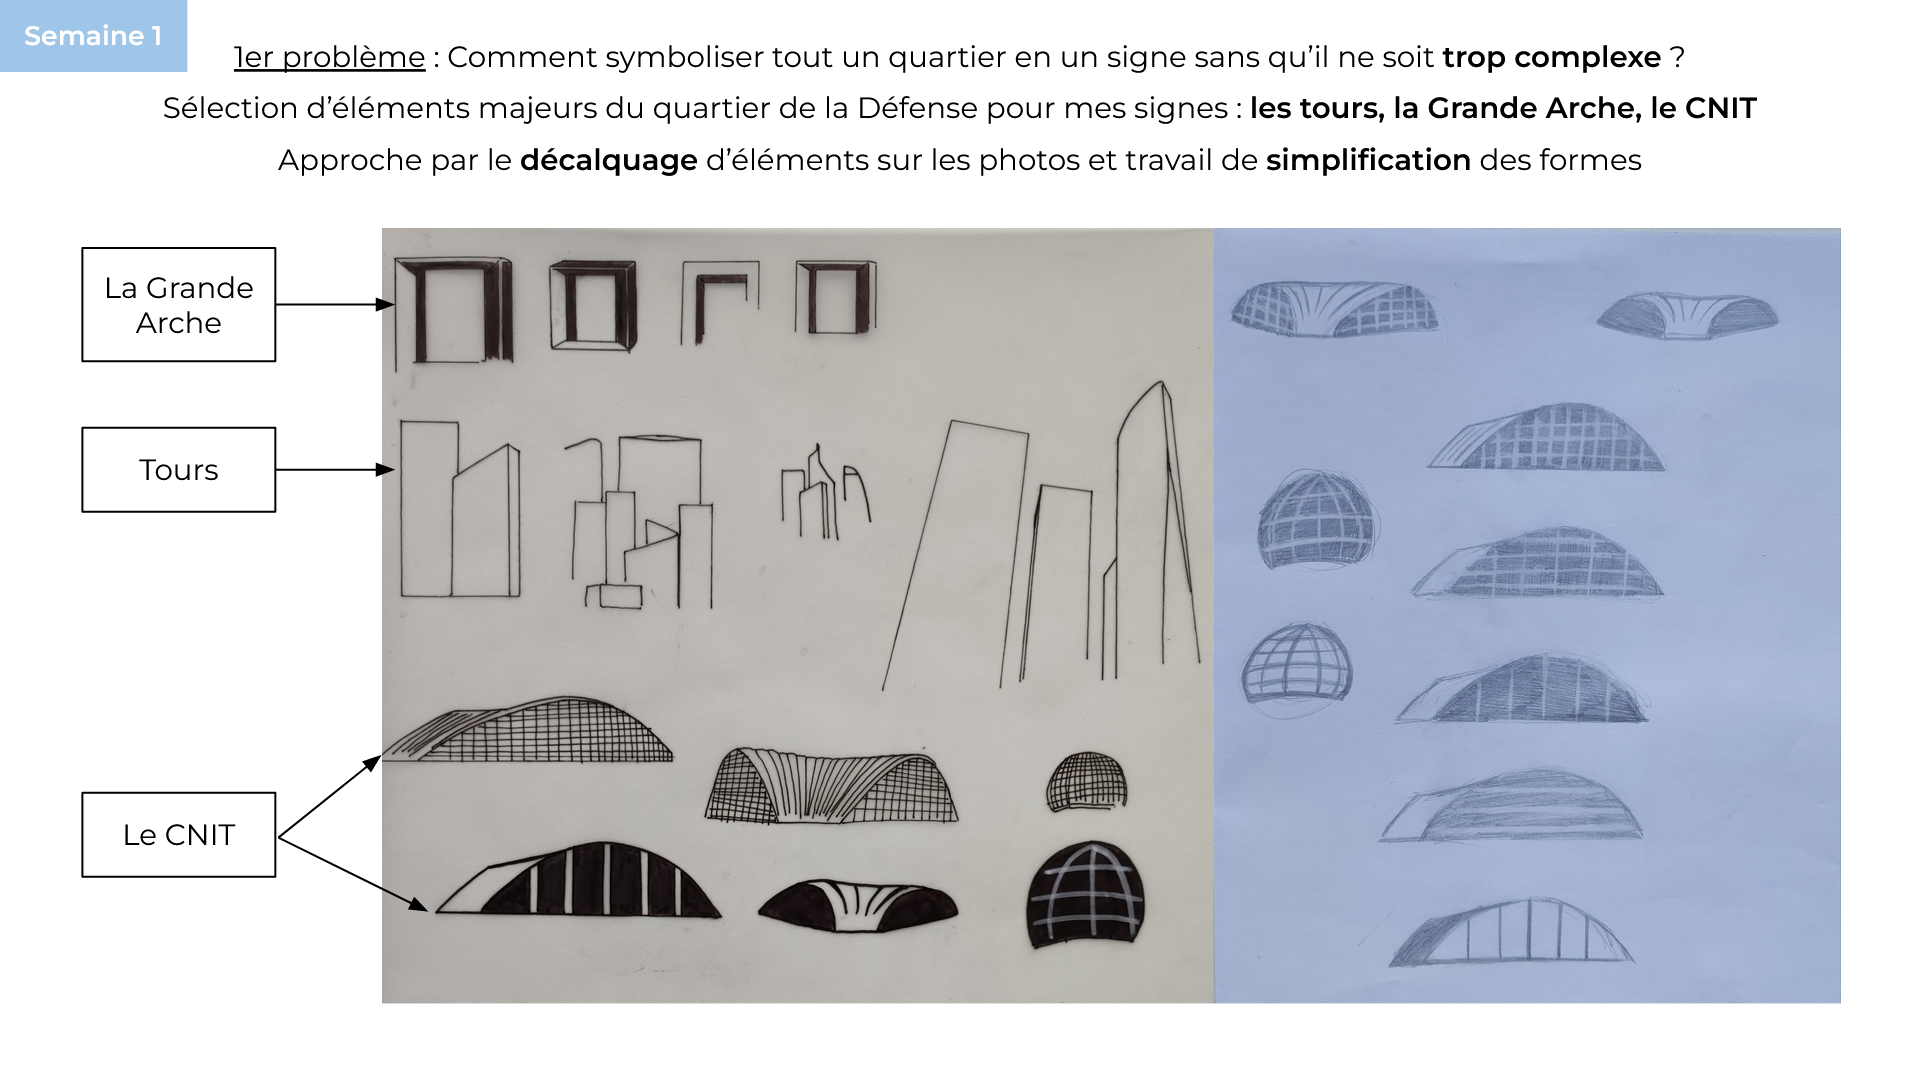 Semaine 1
1er problème : Comment symboliser tout un quartier en un signe sans qu’il ne soit trop complexe ?
Sélection d’éléments majeurs du quartier de la Défense pour mes signes : les tours, la Grande Arche, le CNIT
Approche par le décalquage d’éléments sur les photos et travail de simplification des formes
La Grande
Arche
Tours
Le CNIT